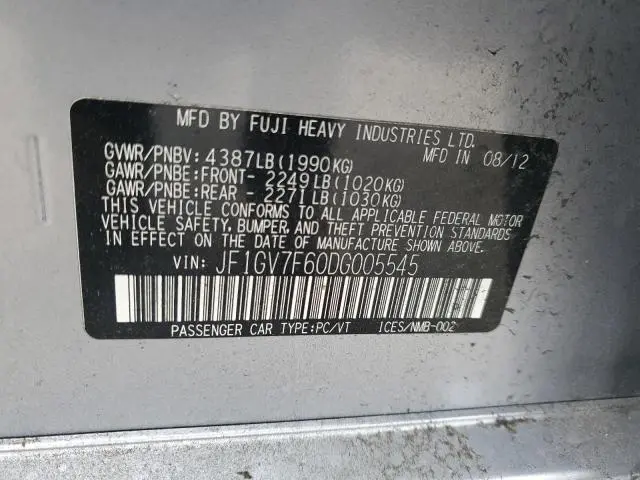 MFD BY FUJI HEAVY INDUSTRIES LTD.
GVWR/PNBV: 4387LB(1990KG) MFD IN 08/12
GAWR/PNBE:FRONT- 2249LB(1020KG)
GAWR/PNBE:REAR - 2271LB(1030KG)
THIS VEHICLE CONFORMS TO ALL APPLICABLE FEDERAL MOTOR
VEHICLE SAFETY, BUMPER, AND THEFT PREVENTION STANDARDS
IN EFFECT ON THE DATE OF MANUFACTURE SHOWN ABOVE.
VIN: JF1GV7F60DG005545
PASSENGER CAR TYPE:PC/VT ICES/NMB-002